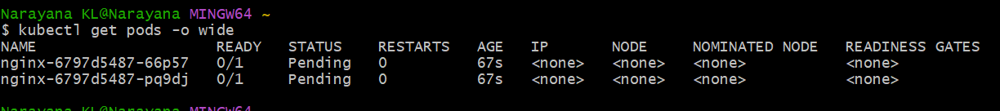 Narayana KL@Narayana MINGW64 ~
$ kubectl get pods -o wide
NAME READY STATUS RESTARTS AGE IP NODE NOMINATED NODE READINESS GATES
nginx-6797d5487-66p57 0/1 Pending 0 67s <none> <none> <none> <none>
nginx-6797d5487-pq9dj 0/1 Pending 0 67s <none> <none> <none> <none>
Narayana KL@Narayana MINGW64